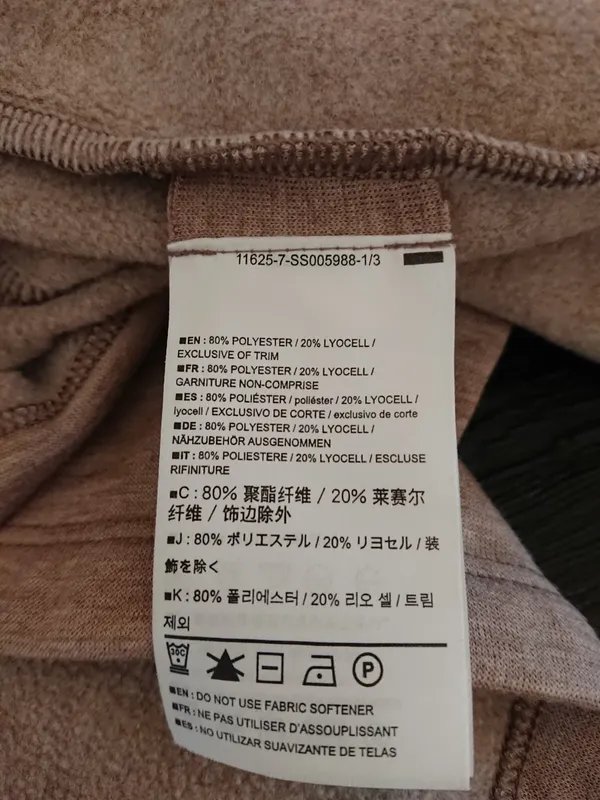 11625-7-SS005988-1/3
■EN : 80% POLYESTER / 20% LYOCELL /
EXCLUSIVE OF TRIM
■FR : 80% POLYESTER / 20% LYOCELL /
GARNITURE NON-COMPRISE
■ES : 80% POLIÉSTER / poliéster / 20% LYOCELL /
lyocell / EXCLUSIVO DE CORTE / exclusivo de corte
■DE : 80% POLYESTER / 20% LYOCELL /
NÄHZUBEHÖR AUSGENOMMEN
■IT : 80% POLIESTERE / 20% LYOCELL / ESCLUSE
RIFINITURE
■C : 80% 聚酯纤维 / 20% 莱赛尔
纤维 / 饰边除外
■J : 80% ポリエステル / 20% リヨセル / 装
飾を除く
■K : 80% 폴리에스터 / 20% 리오 셀 / 트림
제외
30C P
■EN : DO NOT USE FABRIC SOFTENER
■FR : NE PAS UTILISER D'ASSOUPLISSANT
■ES : NO UTILIZAR SUAVIZANTE DE TELAS